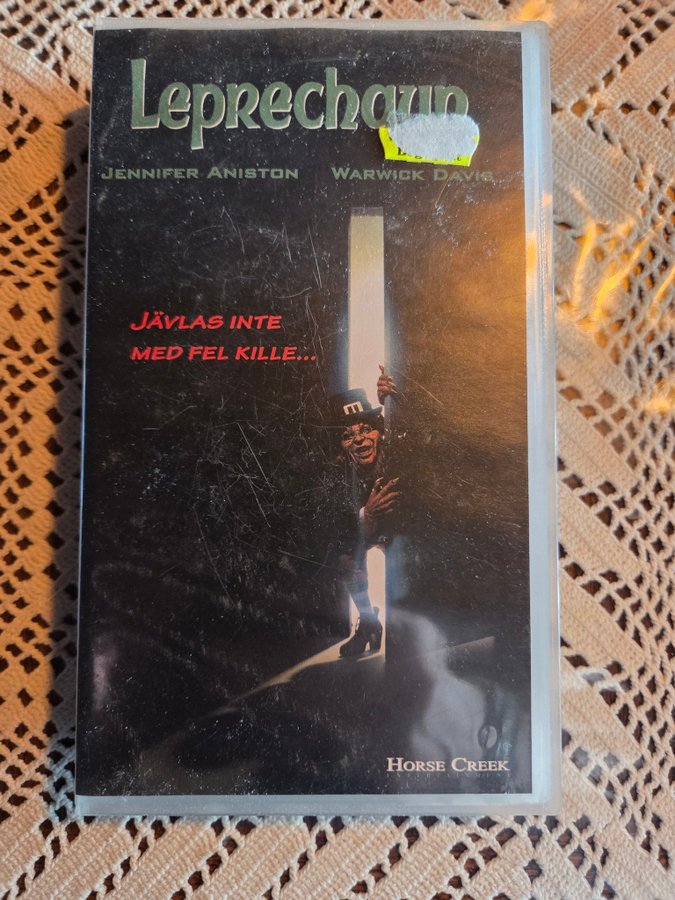 Leprechaun
JENNIFER ANISTON WARWICK DAVIS
JÄVLAS INTE
MED FEL KILLE...
HORSE CREEK